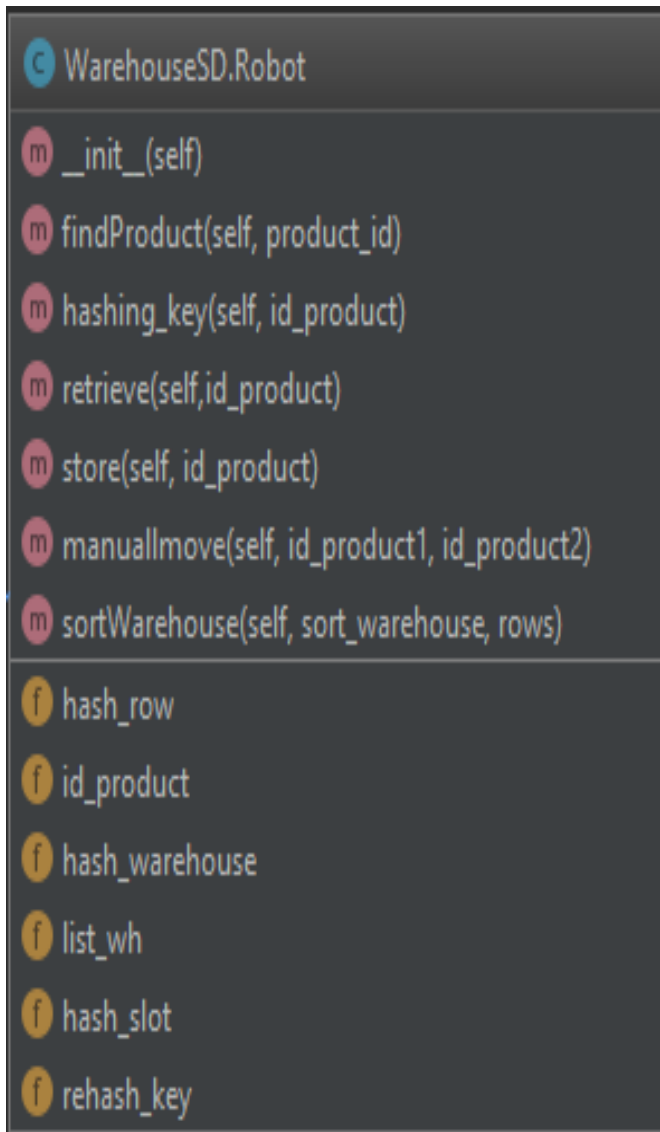 C WarehouseSD.Robot
m __init__(self)
m findProduct(self, product_id)
m hashing_key(self, id_product)
m retrieve(self,id_product)
m store(self, id_product)
m manuallmove(self, id_product1, id_product2)
m sortWarehouse(self, sort_warehouse, rows)
f hash_row
f id_product
f hash_warehouse
f list_wh
f hash_slot
f rehash_key